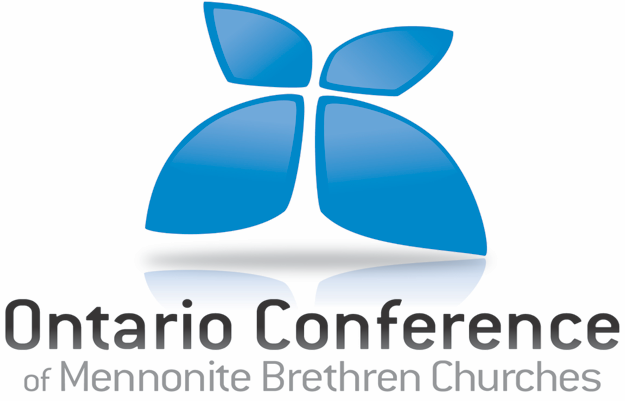 Ontario Conference
of Mennonite Brethren Churches